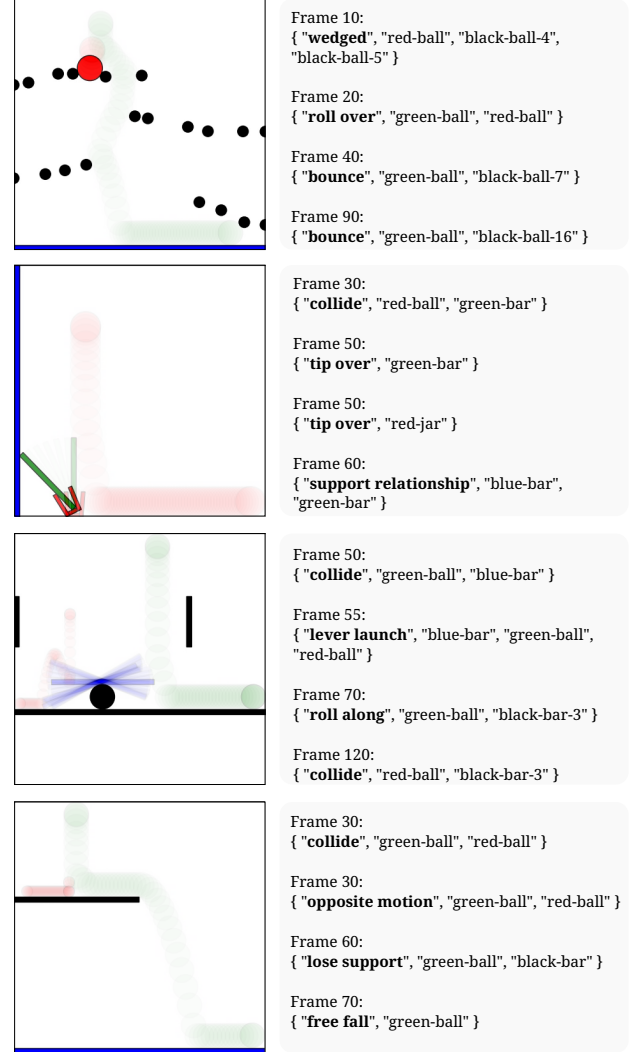 Frame 10:
{ "wedged", "red-ball", "black-ball-4",
"black-ball-5" }
Frame 20:
{ "roll over", "green-ball", "red-ball" }
Frame 40:
{ "bounce", "green-ball", "black-ball-7" }
Frame 90:
{ "bounce", "green-ball", "black-ball-16" }
Frame 30:
{ "collide", "red-ball", "green-bar" }
Frame 50:
{ "tip over", "green-bar" }
Frame 50:
{ "tip over", "red-jar" }
Frame 60:
{ "support relationship", "blue-bar",
"green-bar" }
Frame 50:
{ "collide", "green-ball", "blue-bar" }
Frame 55:
{ "lever launch", "blue-bar", "green-ball",
"red-ball" }
Frame 70:
{ "roll along", "green-ball", "black-bar-3" }
Frame 120:
{ "collide", "red-ball", "black-bar-3" }
Frame 30:
{ "collide", "green-ball", "red-ball" }
Frame 30:
{ "opposite motion", "green-ball", "red-ball" }
Frame 60:
{ "lose support", "green-ball", "black-bar" }
Frame 70:
{ "free fall", "green-ball" }